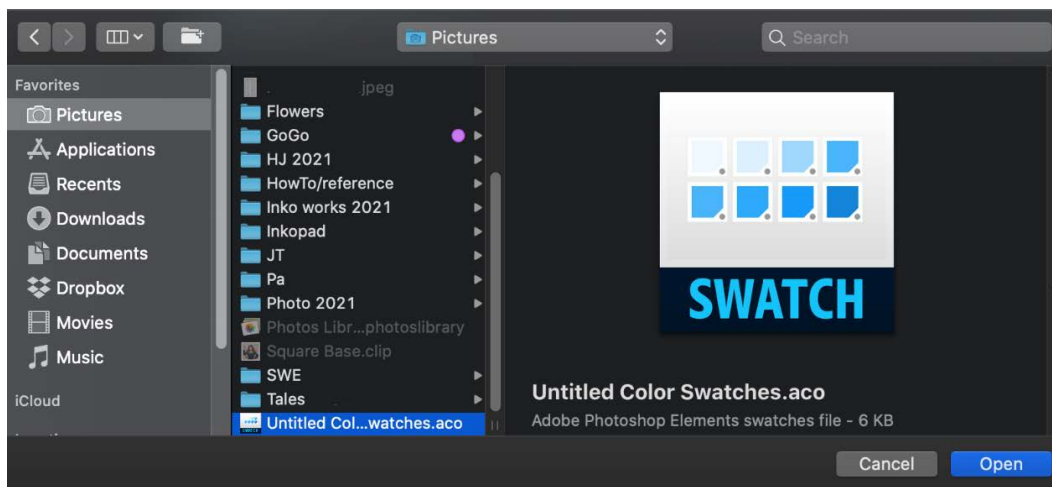 Pictures
Search
Favorites
Pictures
Applications
Recents
Downloads
Documents
Dropbox
Movies
Music
iCloud
.jpeg
Flowers
GoGo
HJ 2021
HowTo/reference
Inko works 2021
Inkopad
JT
Pa
Photo 2021
Photos Libr...photoslibrary
Square Base.clip
SWE
Tales
Untitled Col...watches.aco
SWATCH
Untitled Color Swatches.aco
Adobe Photoshop Elements swatches file - 6 KB
Cancel
Open